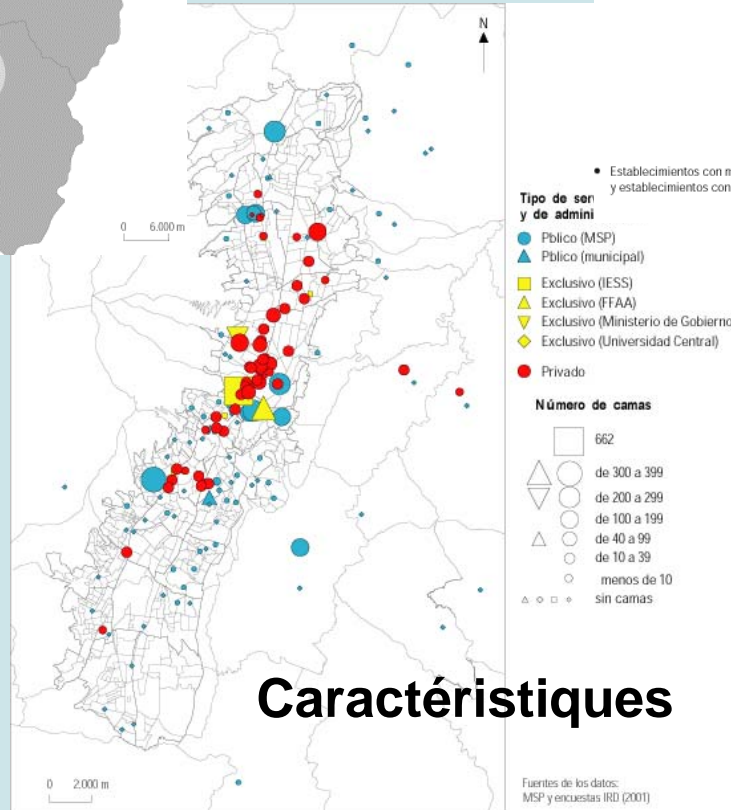 N
0 6.000 m
• Establecimientos con m
y establecimientos con
Tipo de ser
y de admini
Pblico (MSP)
Pblico (municipal)
Exclusivo (IESS)
Exclusivo (FFAA)
Exclusivo (Ministerio de Gobierno
Exclusivo (Universidad Central)
Privado
Número de camas
662
de 300 a 399
de 200 a 299
de 100 a 199
de 40 a 99
de 10 a 39
menos de 10
sin camas
Caractéristiques
0 2.000 m
Fuentes de los datos:
MSP y encuestas IRD (2001)